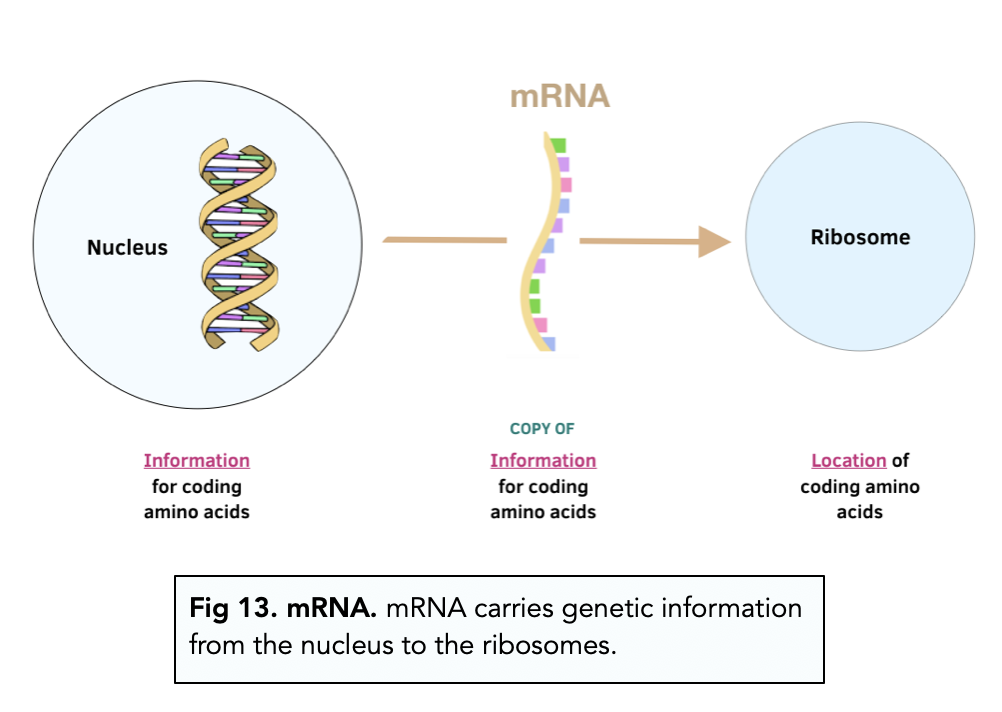 mRNA
Nucleus
Ribosome
COPY OF
Information
for coding
amino acids
Information
for coding
amino acids
Location of
coding amino
acids
Fig 13. mRNA. mRNA carries genetic information
from the nucleus to the ribosomes.